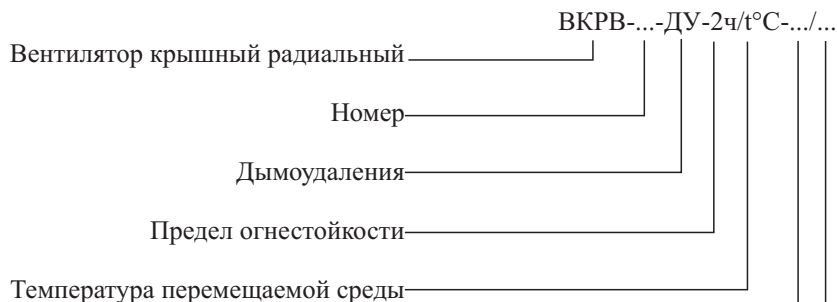 ВКРВ-...-ДУ-2ч/t°С-.../...
Вентилятор крышный радиальный
Номер
Дымоудаления
Предел огнестойкости
Температура перемещаемой среды